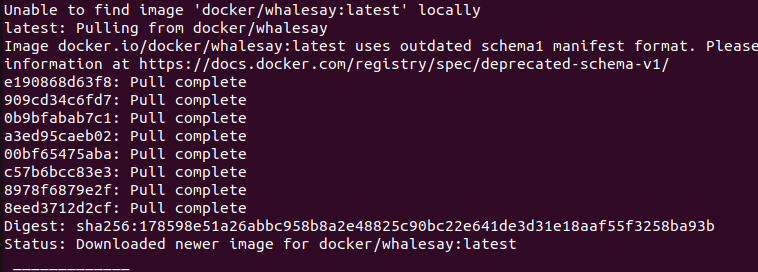 Unable to find image 'docker/whalesay:latest' locally
latest: Pulling from docker/whalesay
Image docker.io/docker/whalesay:latest uses outdated schema1 manifest format. Please
information at https://docs.docker.com/registry/spec/deprecated-schema-v1/
e190868d63f8: Pull complete
909cd34c6fd7: Pull complete
0b9bfabab7c1: Pull complete
a3ed95caeb02: Pull complete
00bf65475aba: Pull complete
c57b6bcc83e3: Pull complete
8978f6879e2f: Pull complete
8eed3712d2cf: Pull complete
Digest: sha256:178598e51a26abbc958b8a2e48825c90bc22e641de3d31e18aaf55f3258ba93b
Status: Downloaded newer image for docker/whalesay:latest
 _____________